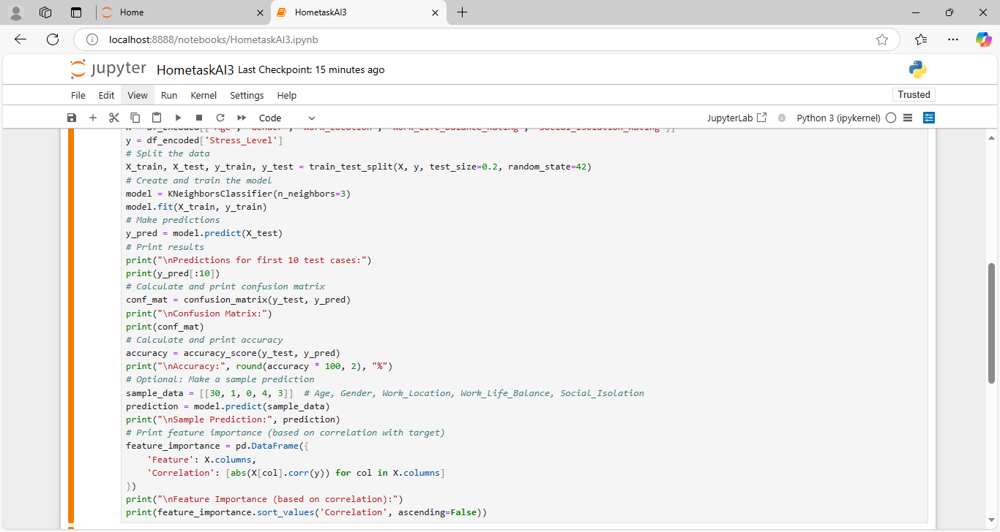 Home
HometaskAI3
localhost:8888/notebooks/HometaskAI3.ipynb
jupyter HometaskAI3 Last Checkpoint: 15 minutes ago
File Edit View Run Kernel Settings Help
Trusted
Code
JupyterLab
Python 3 (ipykernel)
X = df_encoded[['Age', 'Gender', 'Work_Location', 'Work_Life_Balance_Rating', 'Social_Isolation_Rating']]
y = df_encoded['Stress_Level']
# Split the data
X_train, X_test, y_train, y_test = train_test_split(X, y, test_size=0.2, random_state=42)
# Create and train the model
model = KNeighborsClassifier(n_neighbors=3)
model.fit(X_train, y_train)
# Make predictions
y_pred = model.predict(X_test)
# Print results
print("\nPredictions for first 10 test cases:")
print(y_pred[:10])
# Calculate and print confusion matrix
conf_mat = confusion_matrix(y_test, y_pred)
print("\nConfusion Matrix:")
print(conf_mat)
# Calculate and print accuracy
accuracy = accuracy_score(y_test, y_pred)
print("\nAccuracy:", round(accuracy * 100, 2), "%")
# Optional: Make a sample prediction
sample_data = [[30, 1, 0, 4, 3]]  # Age, Gender, Work_Location, Work_Life_Balance, Social_Isolation
prediction = model.predict(sample_data)
print("\nSample Prediction:", prediction)
# Print feature importance (based on correlation with target)
feature_importance = pd.DataFrame({
    'Feature': X.columns,
    'Correlation': [abs(X[col].corr(y)) for col in X.columns]
})
print("\nFeature Importance (based on correlation):")
print(feature_importance.sort_values('Correlation', ascending=False))